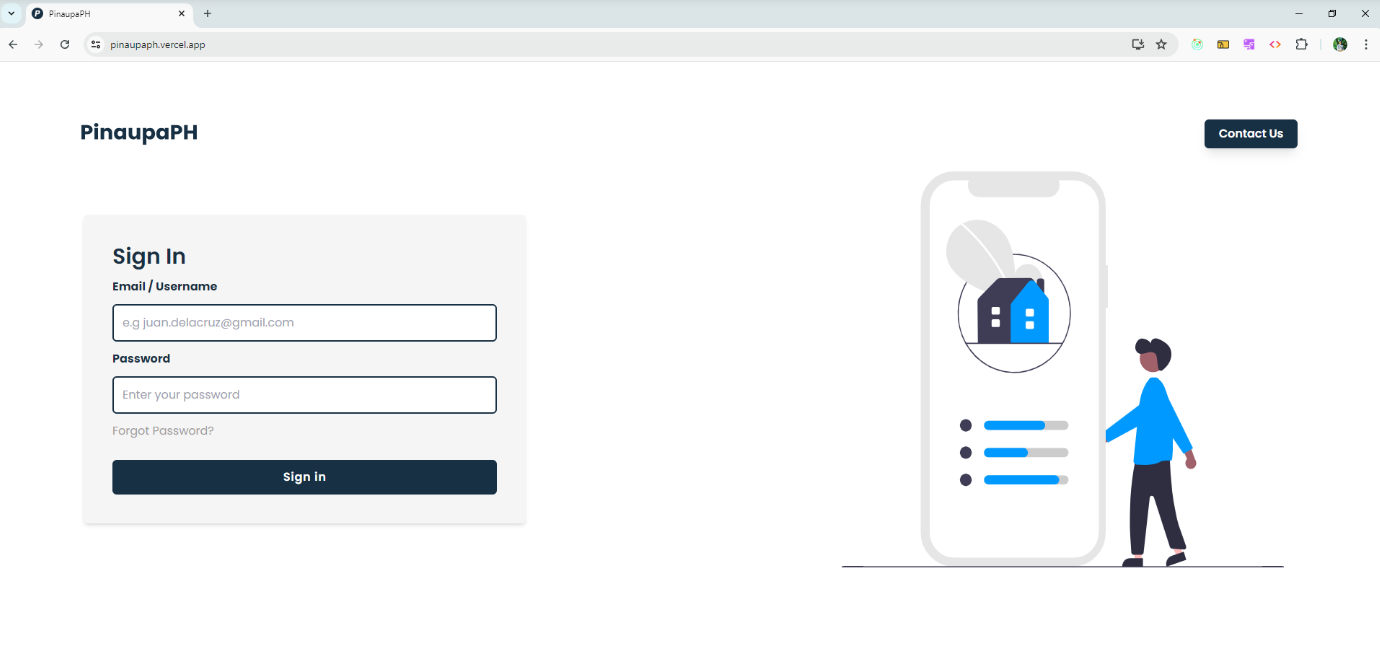 PinaupaPH
pinaupaph.vercel.app
PinaupaPH
Contact Us
Sign In
Email / Username
e.g juan.delacruz@gmail.com
Password
Enter your password
Forgot Password?
Sign in